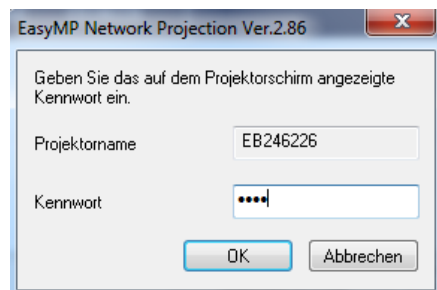 EasyMP Network Projection Ver.2.86
Geben Sie das auf dem Projektorschirm angezeigte
Kennwort ein.
Projektorname
EB246226
Kennwort
••••
OK
Abbrechen